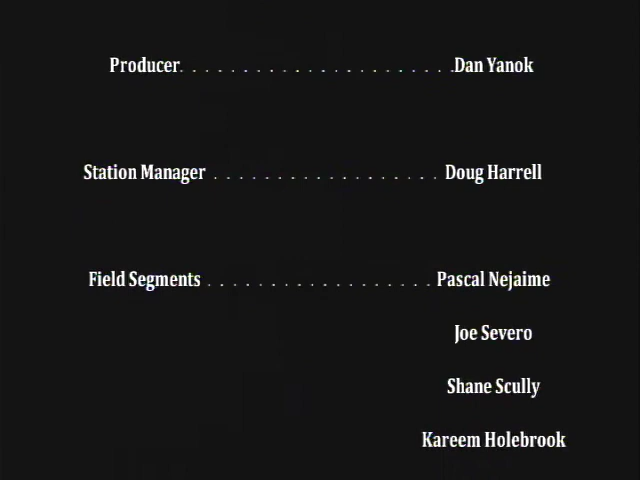 Producer. . . . . . . . . . . . . . . . . . . . . . . . . .Dan Yanok
Station Manager . . . . . . . . . . . . . . . . . . . . . Doug Harrell
Field Segments . . . . . . . . . . . . . . . . . . . . . Pascal Nejaime
Joe Severo
Shane Scully
Kareem Holebrook